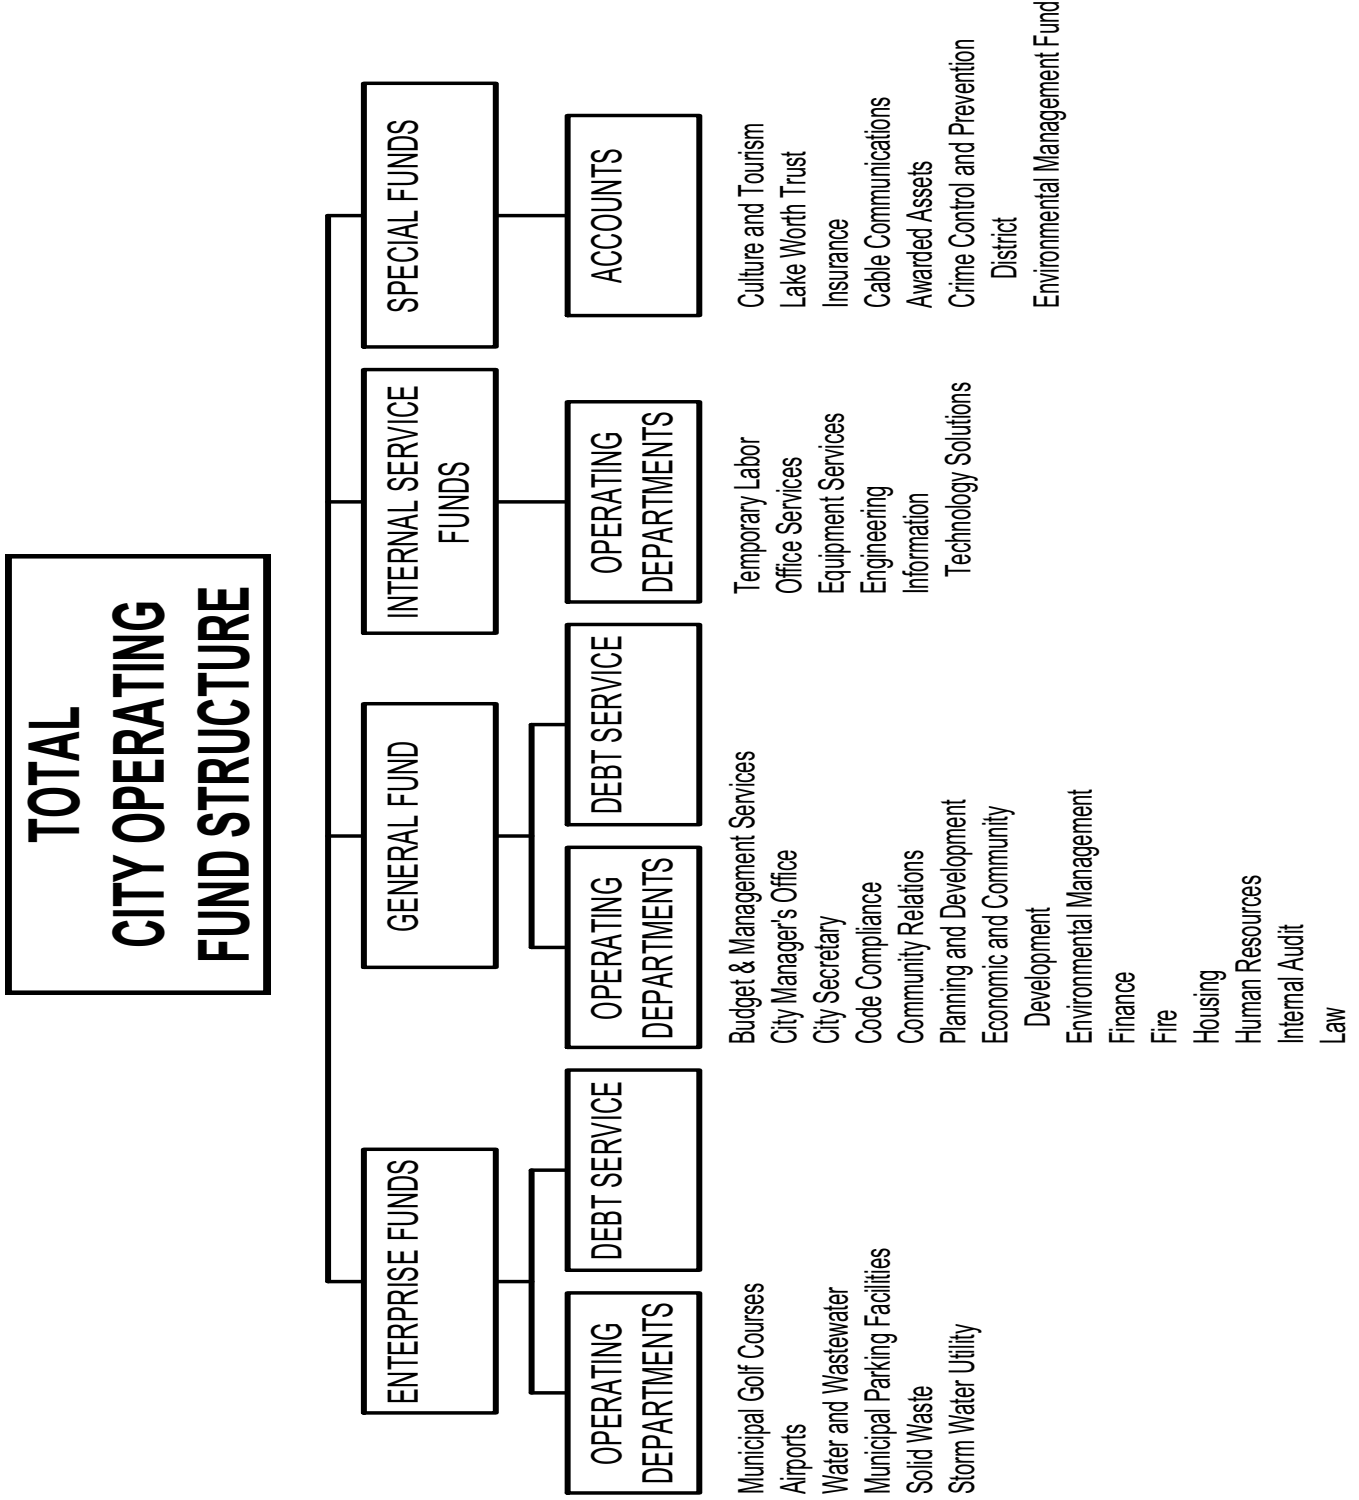 TOTAL
CITY OPERATING
FUND STRUCTURE
ENTERPRISE FUNDS
GENERAL FUND
INTERNAL SERVICE
FUNDS
SPECIAL FUNDS
OPERATING
DEPARTMENTS
DEBT SERVICE
OPERATING
DEPARTMENTS
DEBT SERVICE
OPERATING
DEPARTMENTS
ACCOUNTS
Municipal Golf Courses
Airports
Water and Wastewater
Municipal Parking Facilities
Solid Waste
Storm Water Utility
Budget & Management Services
City Manager's Office
City Secretary
Code Compliance
Community Relations
Planning and Development
Economic and Community
Development
Environmental Management
Finance
Fire
Housing
Human Resources
Internal Audit
Law
Temporary Labor
Office Services
Equipment Services
Engineering
Information
Technology Solutions
Culture and Tourism
Lake Worth Trust
Insurance
Cable Communications
Awarded Assets
Crime Control and Prevention
District
Environmental Management Fund